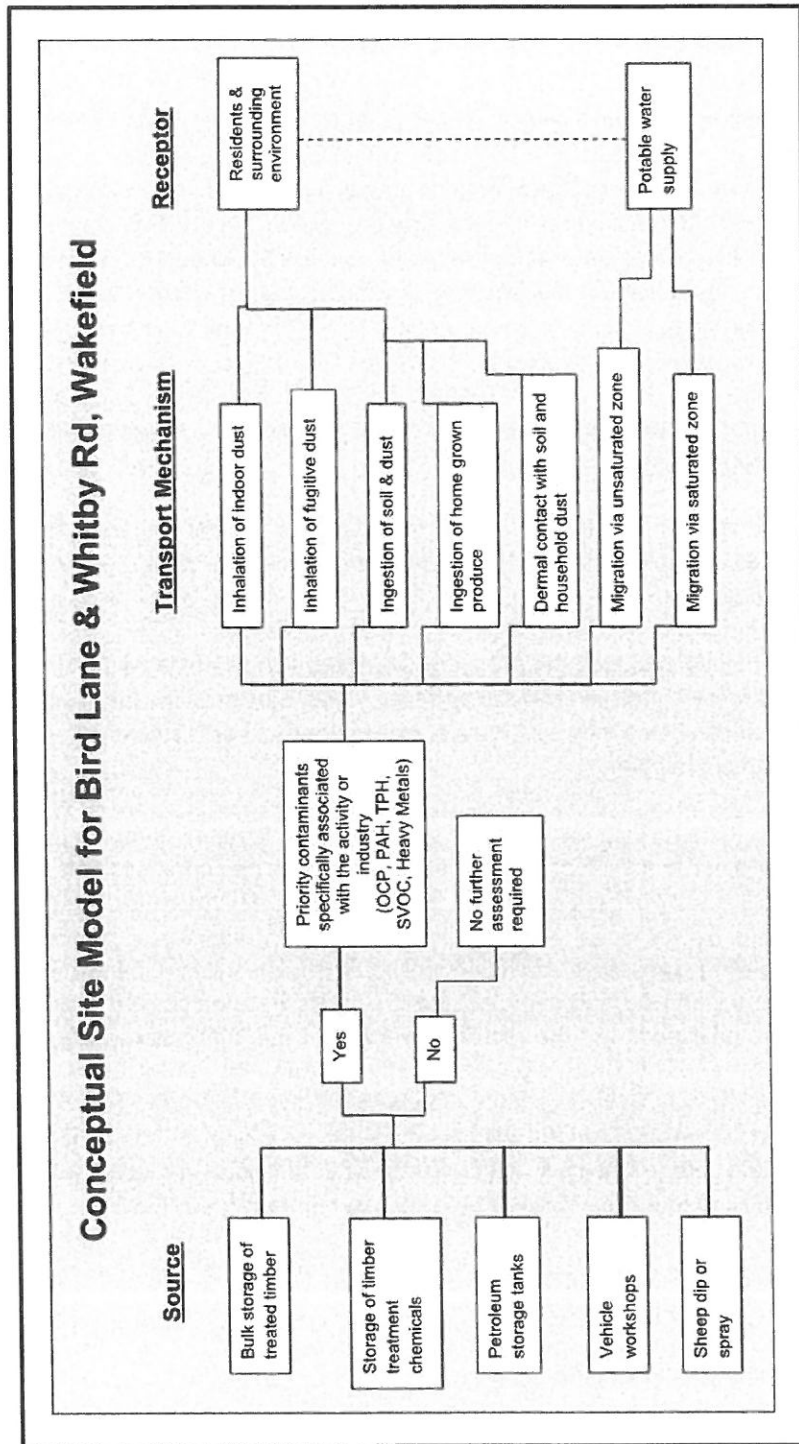 Conceptual Site Model for Bird Lane & Whitby Rd, Wakefield
Source
Bulk storage of
treated timber
Storage of timber
treatment
chemicals
Petroleum
storage tanks
Vehicle
workshops
Sheep dip or
spray
Yes
No
Priority contaminants
specifically associated
with the activity or
industry
(OCP, PAH, TPH,
SVOC, Heavy Metals)
No further
assessment
required
Transport Mechanism
Inhalation of indoor dust
Inhalation of fugitive dust
Ingestion of soil & dust
Ingestion of home grown
produce
Dermal contact with soil and
household dust
Migration via unsaturated zone
Migration via saturated zone
Receptor
Residents &
surrounding
environment
Potable water
supply